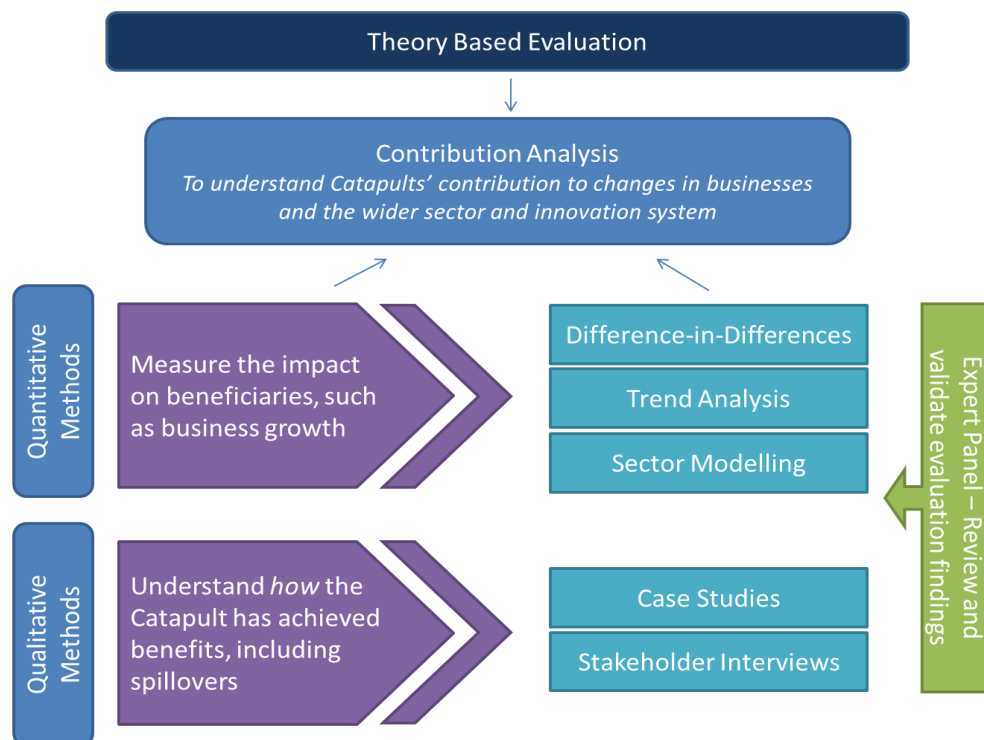 Theory Based Evaluation
Contribution Analysis
To understand Catapults’ contribution to changes in businesses
and the wider sector and innovation system
Quantitative
Methods
Measure the impact
on beneficiaries, such
as business growth
Difference-in-Differences
Trend Analysis
Sector Modelling
Expert Panel – Review and
validate evaluation findings
Qualitative
Methods
Understand how the
Catapult has achieved
benefits, including
spillovers
Case Studies
Stakeholder Interviews